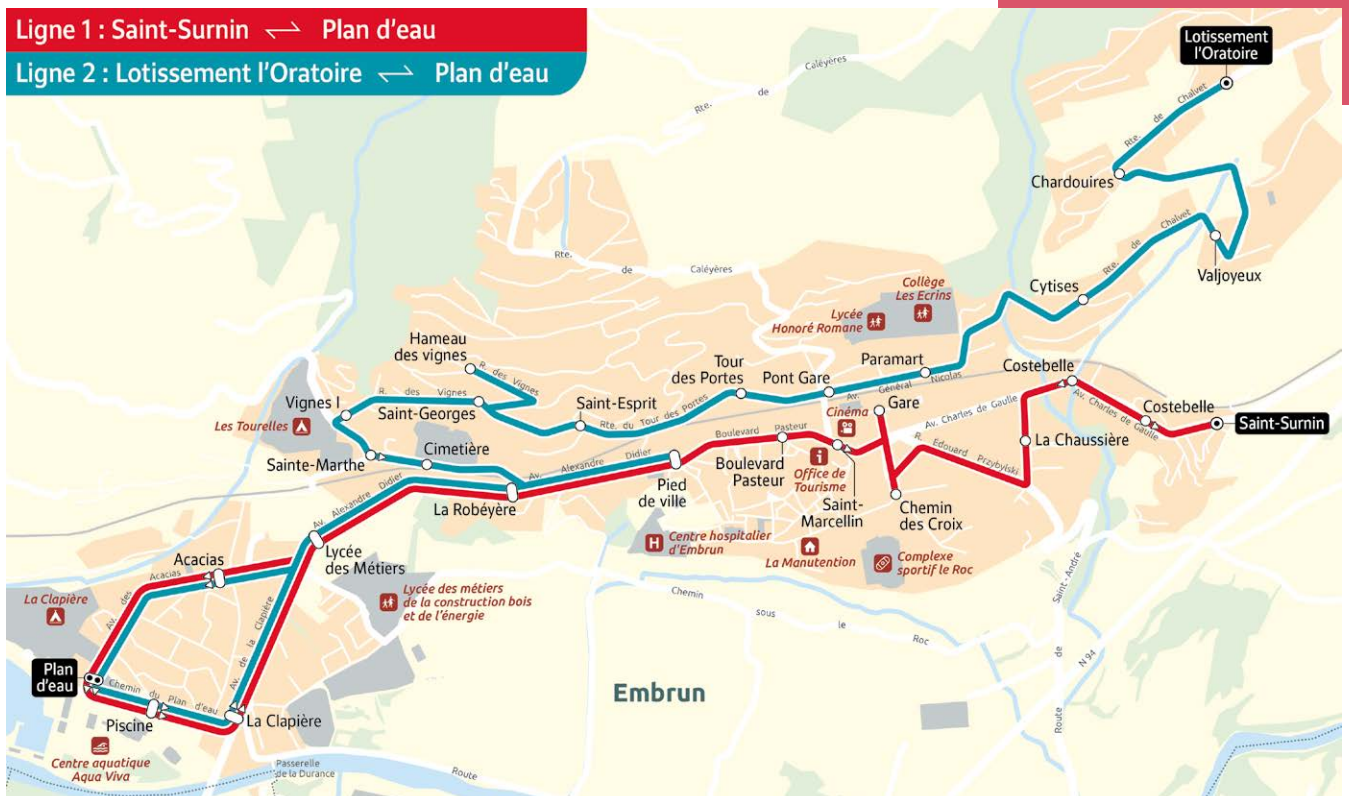 Ligne 1 : Saint-Surnin ⇌ Plan d'eau
Ligne 2 : Lotissement l'Oratoire ⇌ Plan d'eau
Lotissement
l'Oratoire
Rte. de Caléyères
Rte. de Chalvet
Chardouires
Rte. de Chalvet
Valjoyeux
Cytises
Rte. de Caléyères
Collège
Les Ecrins
Lycée
Honoré Romane
Hameau
des vignes
R. des Vignes
Tour
des Portes
Pont Gare
Paramart
Av. Général Nicolas
Costebelle
Gare
Av. Charles de Gaulle
Av. Charles de Gaulle
Costebelle
Saint-Surnin
R. des Vignes
Vignes I
Saint-Georges
Saint-Esprit
Rte. du Tour des Portes
Cinéma
Les Tourelles
Boulevard Pasteur
La Chaussière
R. Edouard Przybylski
Sainte-Marthe
Cimetière
Av. Alexandre Didier
Boulevard
Pasteur
Office de
Tourisme
Pied
de ville
La Robéyère
Saint-
Marcellin
Chemin
des Croix
Av. Alexandre Didier
H
Centre hospitalier
d'Embrun
La Manutention
Complexe
sportif le Roc
Lycée
des Métiers
Acacias
Av. des Acacias
La Clapière
Lycée des métiers
de la construction bois
et de l'énergie
Chemin sous le Roc
Av. de la Clapière
Route de Saint-André
N 94
Plan
d'eau
Chemin du Plan d'eau
Embrun
Piscine
La Clapière
Centre aquatique
Aqua Viva
Passerelle
de la Durance
Route